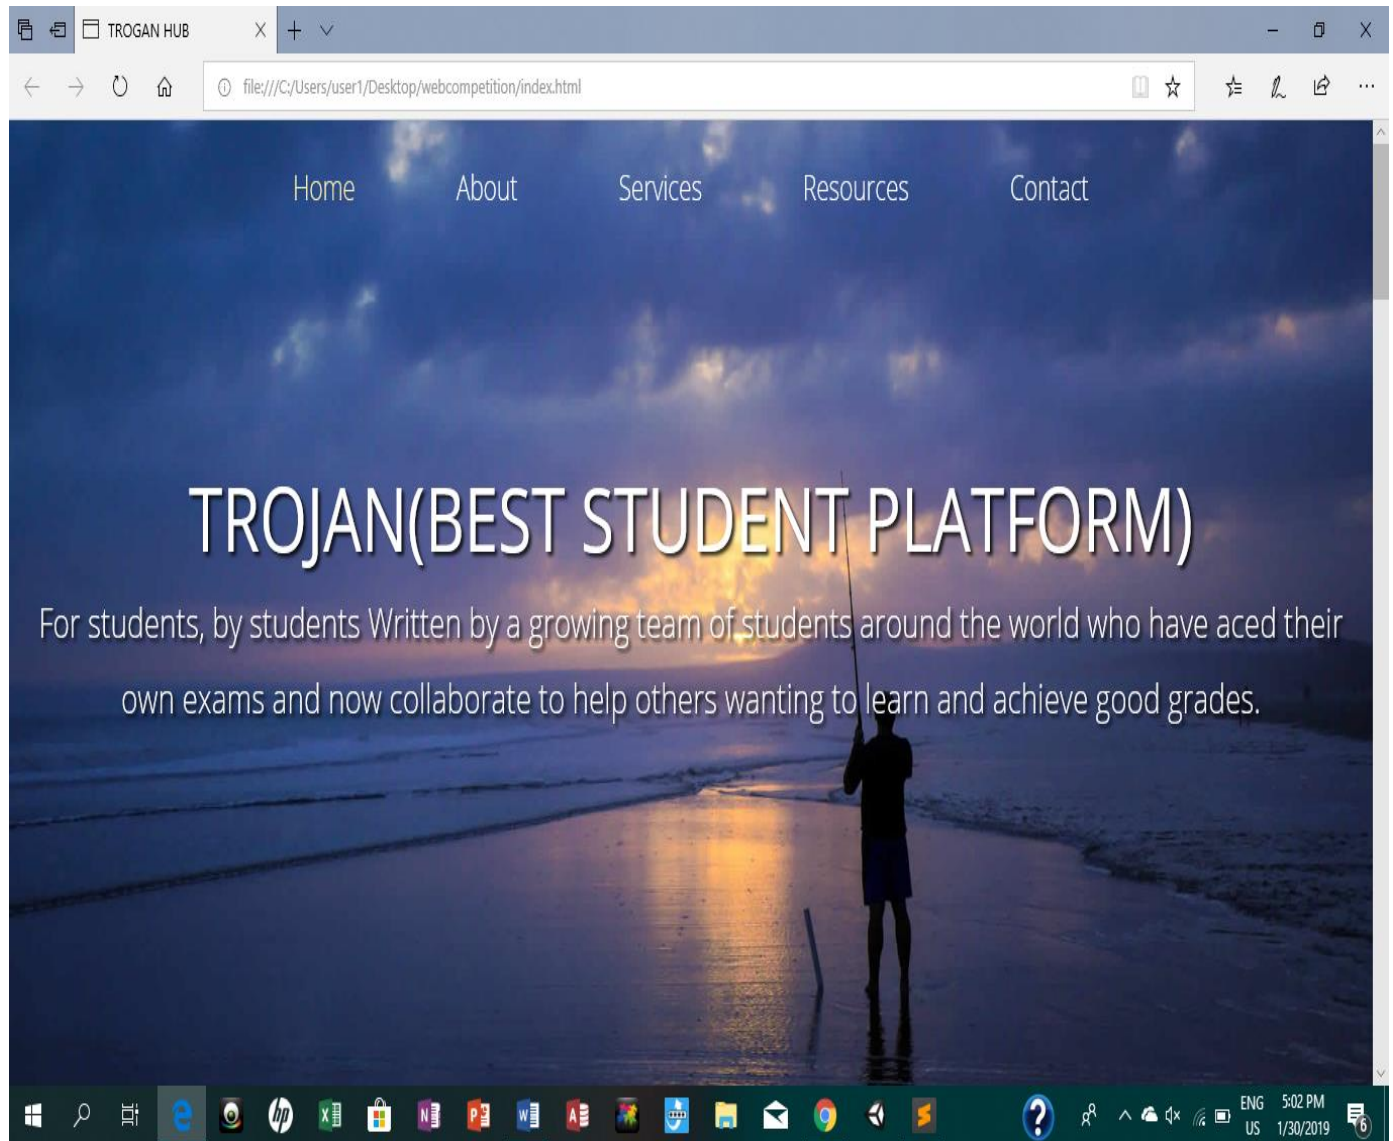 TROGAN HUB
file:///C:/Users/user1/Desktop/webcompetition/index.html
Home About Services Resources Contact
TROJAN(BEST STUDENT PLATFORM)
For students, by students Written by a growing team of students around the world who have aced their
own exams and now collaborate to help others wanting to learn and achieve good grades.
ENG 5:02 PM
US 1/30/2019
6